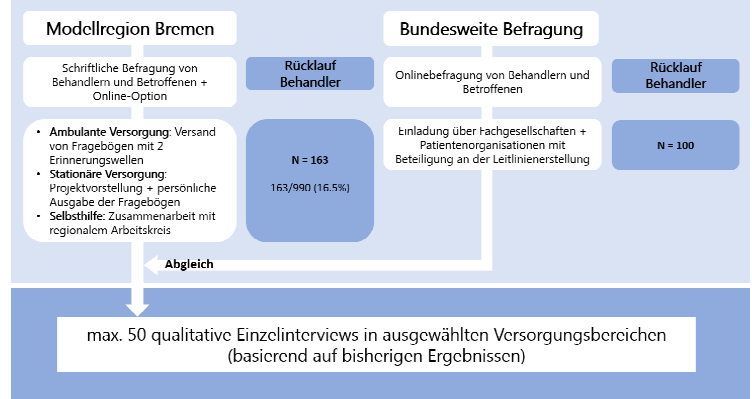 Modellregion Bremen
Schriftliche Befragung von
Behandlern und Betroffenen +
Online-Option
Rücklauf
Behandler
• Ambulante Versorgung: Versand
von Fragebögen mit 2
Erinnerungswellen
• Stationäre Versorgung:
Projektvorstellung + persönliche
Ausgabe der Fragebögen
• Selbsthilfe: Zusammenarbeit mit
regionalem Arbeitskreis
N = 163
163/990 (16.5%)
Bundesweite Befragung
Onlinebefragung von Behandlern und
Betroffenen
Rücklauf
Behandler
Einladung über Fachgesellschaften +
Patientenorganisationen mit
Beteiligung an der Leitlinienerstellung
N = 100
Abgleich
max. 50 qualitative Einzelinterviews in ausgewählten Versorgungsbereichen
(basierend auf bisherigen Ergebnissen)